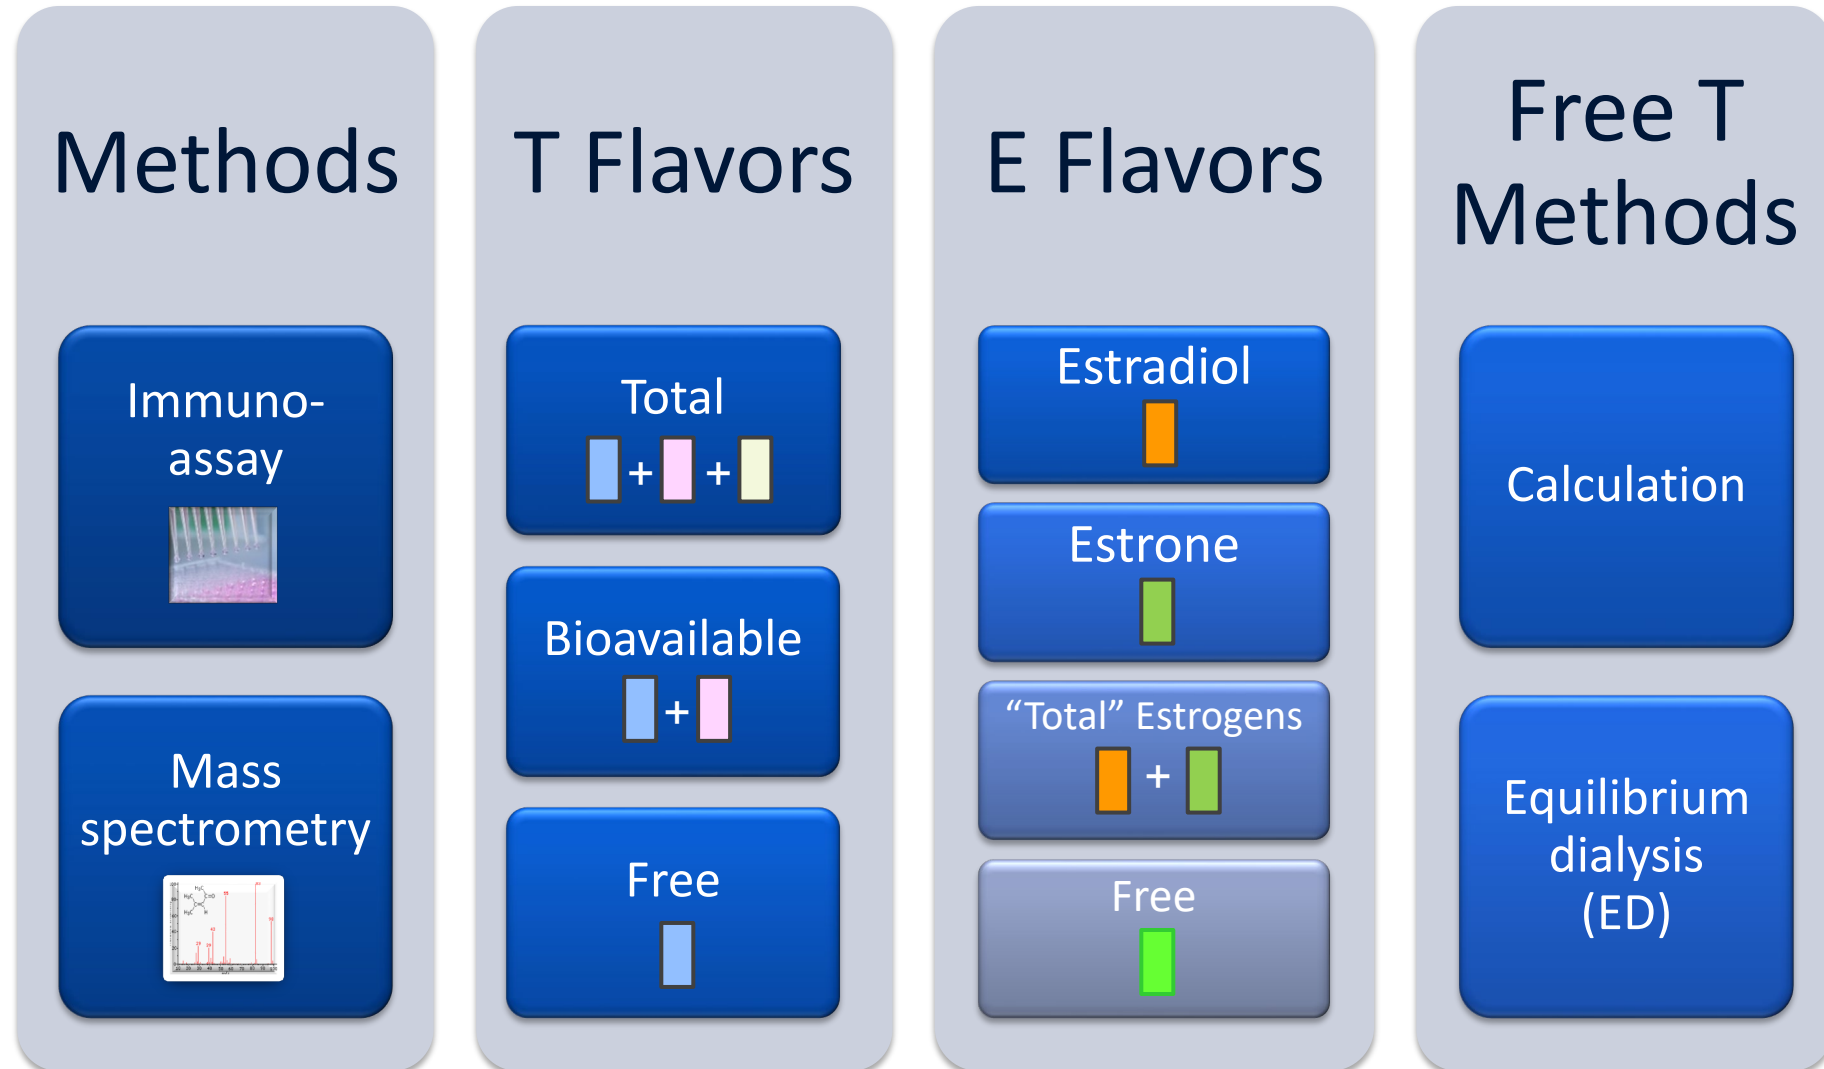 Methods
Immuno-
assay
Mass
spectrometry
T Flavors
Total
+ +
Bioavailable
+
Free
E Flavors
Estradiol
Estrone
“Total” Estrogens
+
Free
Free T
Methods
Calculation
Equilibrium
dialysis
(ED)